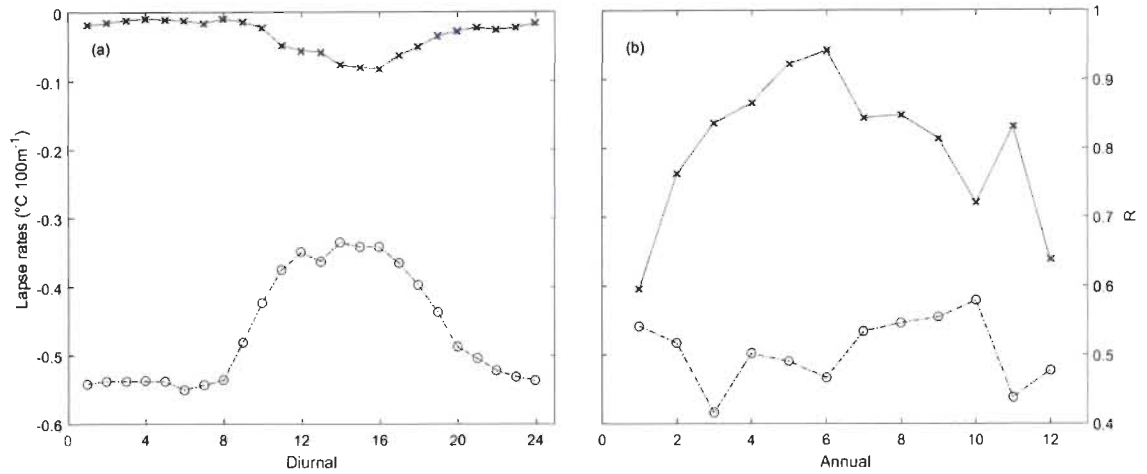 (a)
0
-0.1
-0.2
-0.3
-0.4
-0.5
-0.6
Lapse rates (°C 100m⁻¹)
0 4 8 12 16 20 24
Diurnal
(b)
1
0.9
0.8
0.7
0.6
0.5
0.4
R
0 2 4 6 8 10 12
Annual